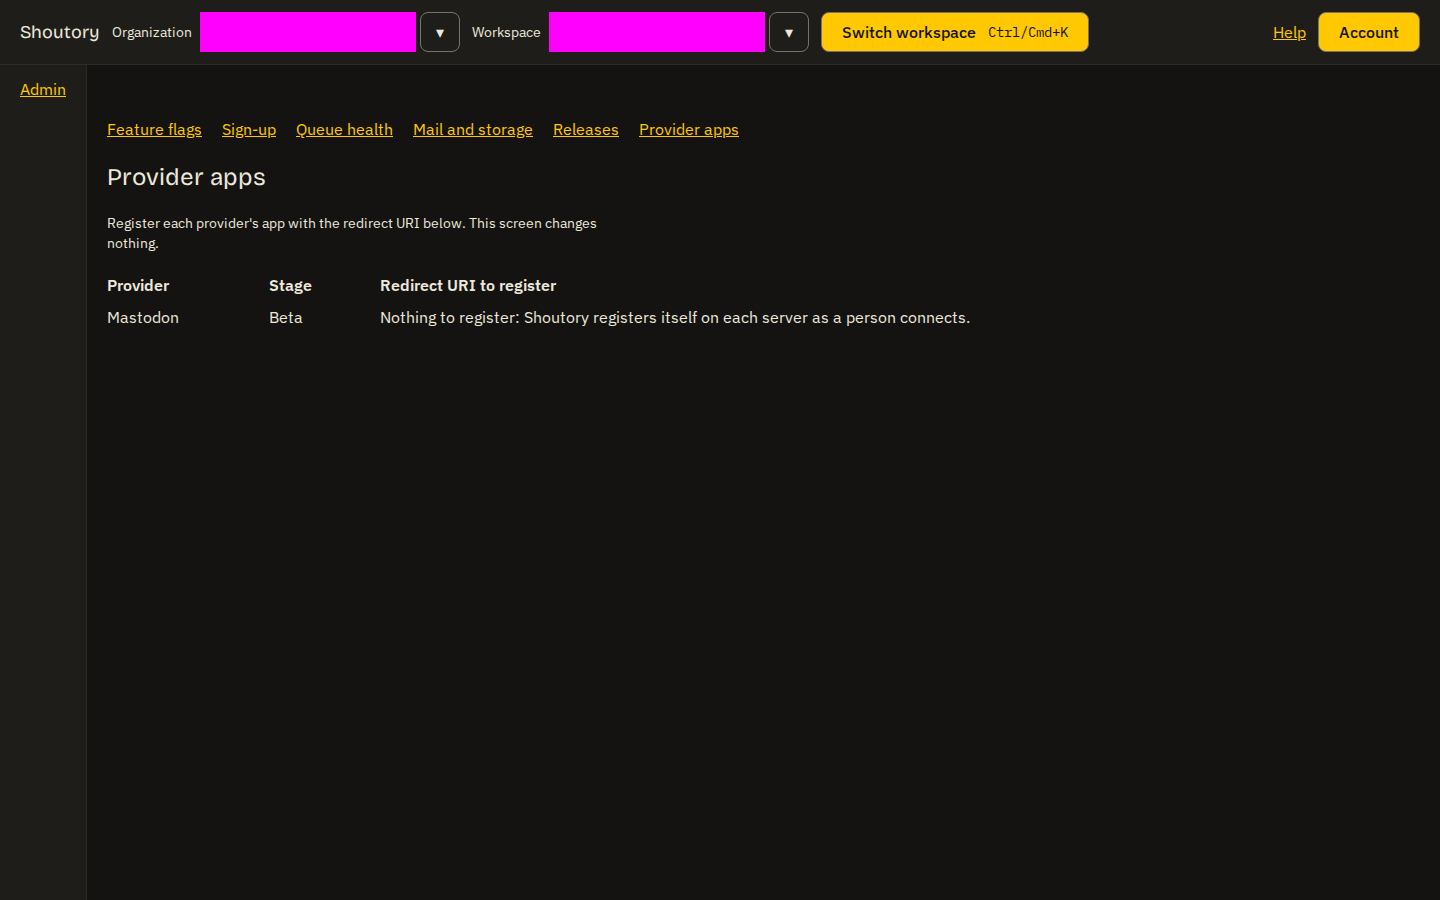 Shoutory Organization ▼ Workspace ▼ Switch workspace Ctrl/Cmd+K Help Account
Admin
Feature flags Sign-up Queue health Mail and storage Releases Provider apps
Provider apps
Register each provider's app with the redirect URI below. This screen changes
nothing.
Provider Stage Redirect URI to register
Mastodon Beta Nothing to register: Shoutory registers itself on each server as a person connects.